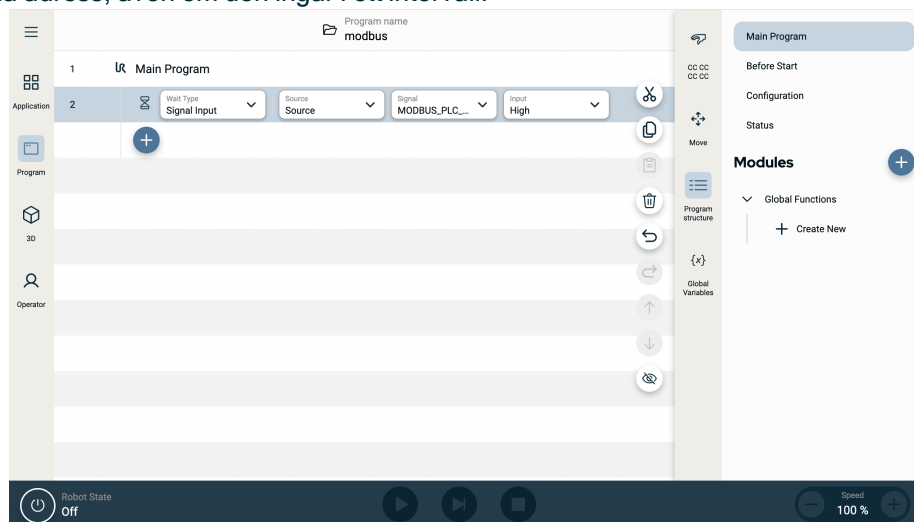 Program name
modbus
Main Program
Before Start
Configuration
Status
Modules
Global Functions
Create New
Application
Program
3D
Operator
1 Main Program
2
Wait Type
Signal Input
Source
Source
Signal
MODBUS_PLC_...
Input
High
CC CC
CC CC
Move
Program
structure
{x}
Global
Variables
Robot State
Off
Speed
100 %